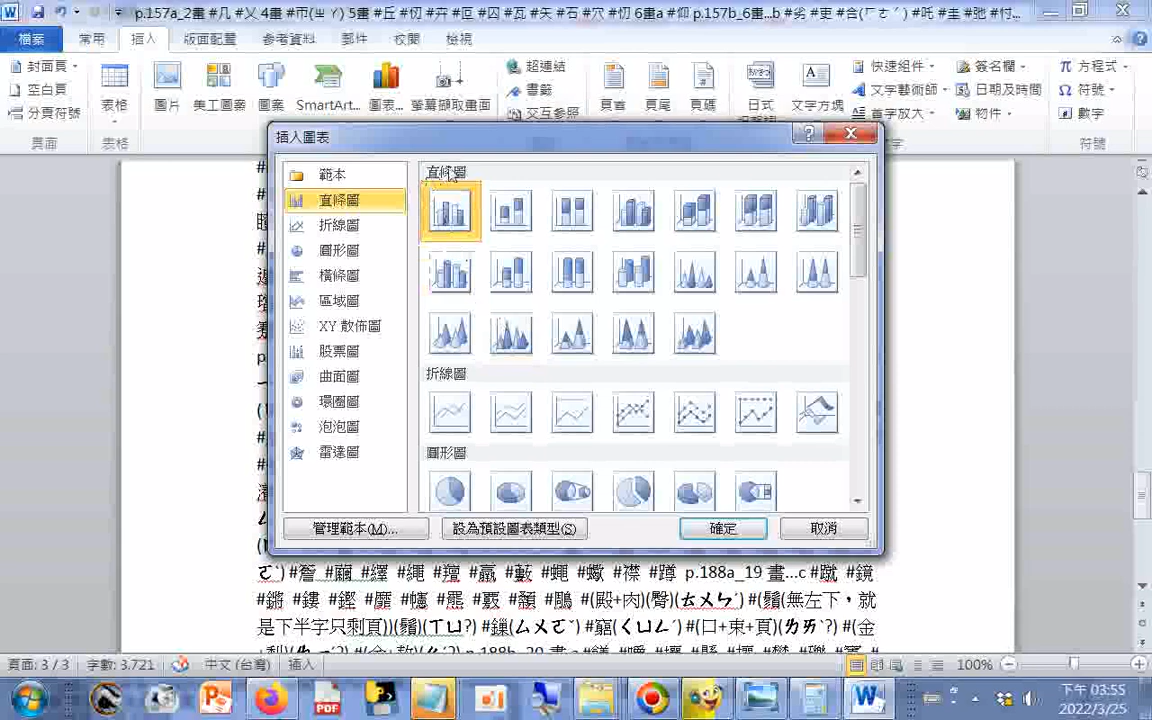 p.157a_2畫 #几 #乂 4畫 #帀(ㄓㄚ) 5畫 #丘 #忉 #卉 #叵 #囚 #瓦 #矢 #石 #穴 #忉 6畫a #仰 p.157b_6畫...b #劣 #更 #合(ㄏㄜˊ) #吒 #圭 #弛 #忖...
檔案 常用 插入 版面配置 參考資料 郵件 校閱 檢視
封面頁 空白頁 分頁符號 頁面
表格 表格
圖片 美工圖案 圖案 SmartArt... 圖表... 螢幕擷取畫面
超連結 書籤 交互參照
頁首 頁尾 頁碼
日式 文字方塊
快速組件 文字藝術師 首字放大
簽名欄 日期及時間 物件
方程式 符號 數字 符號
插入圖表
範本
直條圖
折線圖
圓形圖
橫條圖
區域圖
XY 散佈圖
股票圖
曲面圖
環圈圖
泡泡圖
雷達圖
直條圖
折線圖
圓形圖
管理範本(M)... 設為預設圖表類型(S) 確定 取消
#簷 #繭 #繹 #繩 #羶 #羸 #藪 #蠅 #蠍 #襟 #蹲 p.188a_19 畫...c #蹴 #鏡
#鏘 #鏤 #鏗 #靡 #幰 #羆 #覈 #顙 #鵰 #(殿+肉)(臀)(ㄊㄨㄣˊ) #(鬚(無左下，就
是下半字只剩頁))(鬚)(ㄒㄩ?) #鏁(ㄙㄨㄛˇ) #竆(ㄑㄩㄥˊ) #(口+束+頁)(ㄌㄞˋ?) #(金
頁面: 3 / 3 字數: 3,721 中文 (台灣) 插入 100%
下午 03:55
2022/3/25